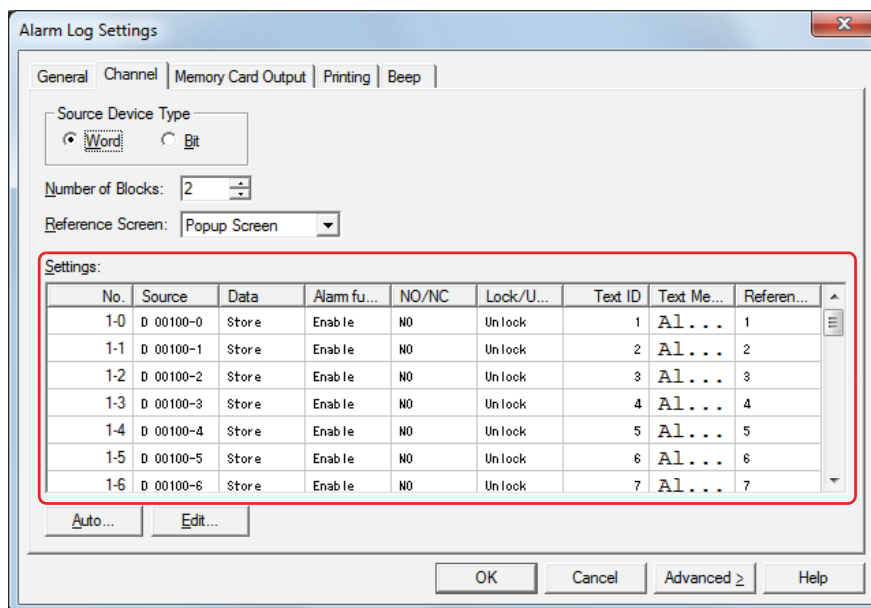 Alarm Log Settings
General Channel Memory Card Output Printing Beep
Source Device Type
Word Bit
Number of Blocks: 2
Reference Screen: Popup Screen
Settings:
No. Source Data Alarm fu... NO/NC Lock/U... Text ID Text Me... Referen...
1-0 D 00100-0 Store Enable NO Unlock 1 Al... 1
1-1 D 00100-1 Store Enable NO Unlock 2 Al... 2
1-2 D 00100-2 Store Enable NO Unlock 3 Al... 3
1-3 D 00100-3 Store Enable NO Unlock 4 Al... 4
1-4 D 00100-4 Store Enable NO Unlock 5 Al... 5
1-5 D 00100-5 Store Enable NO Unlock 6 Al... 6
1-6 D 00100-6 Store Enable NO Unlock 7 Al... 7
Auto... Edit...
OK Cancel Advanced > Help